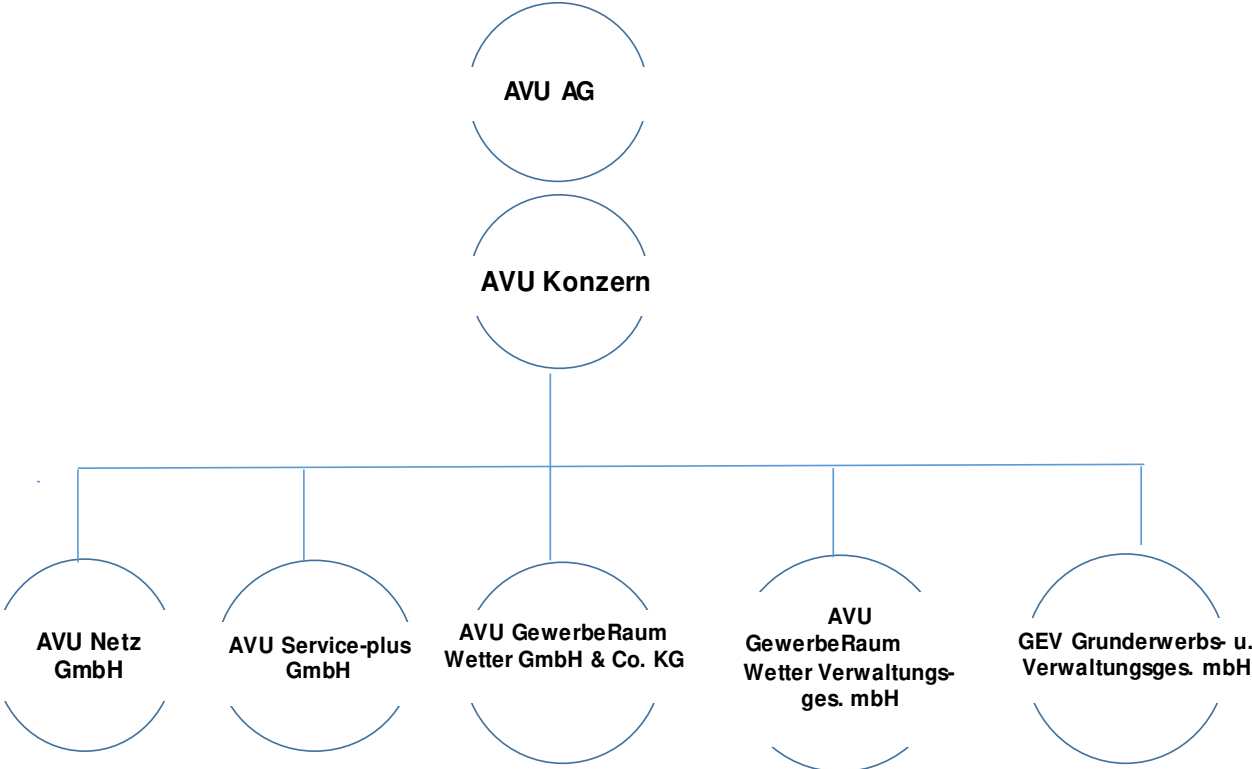 AVU AG
AVU Konzern
AVU Netz
GmbH
AVU Service-plus
GmbH
AVU GewerbeRaum
Wetter GmbH & Co. KG
AVU
GewerbeRaum
Wetter Verwaltungs-
ges. mbH
GEV Grunderwerbs- u.
Verwaltungsges. mbH